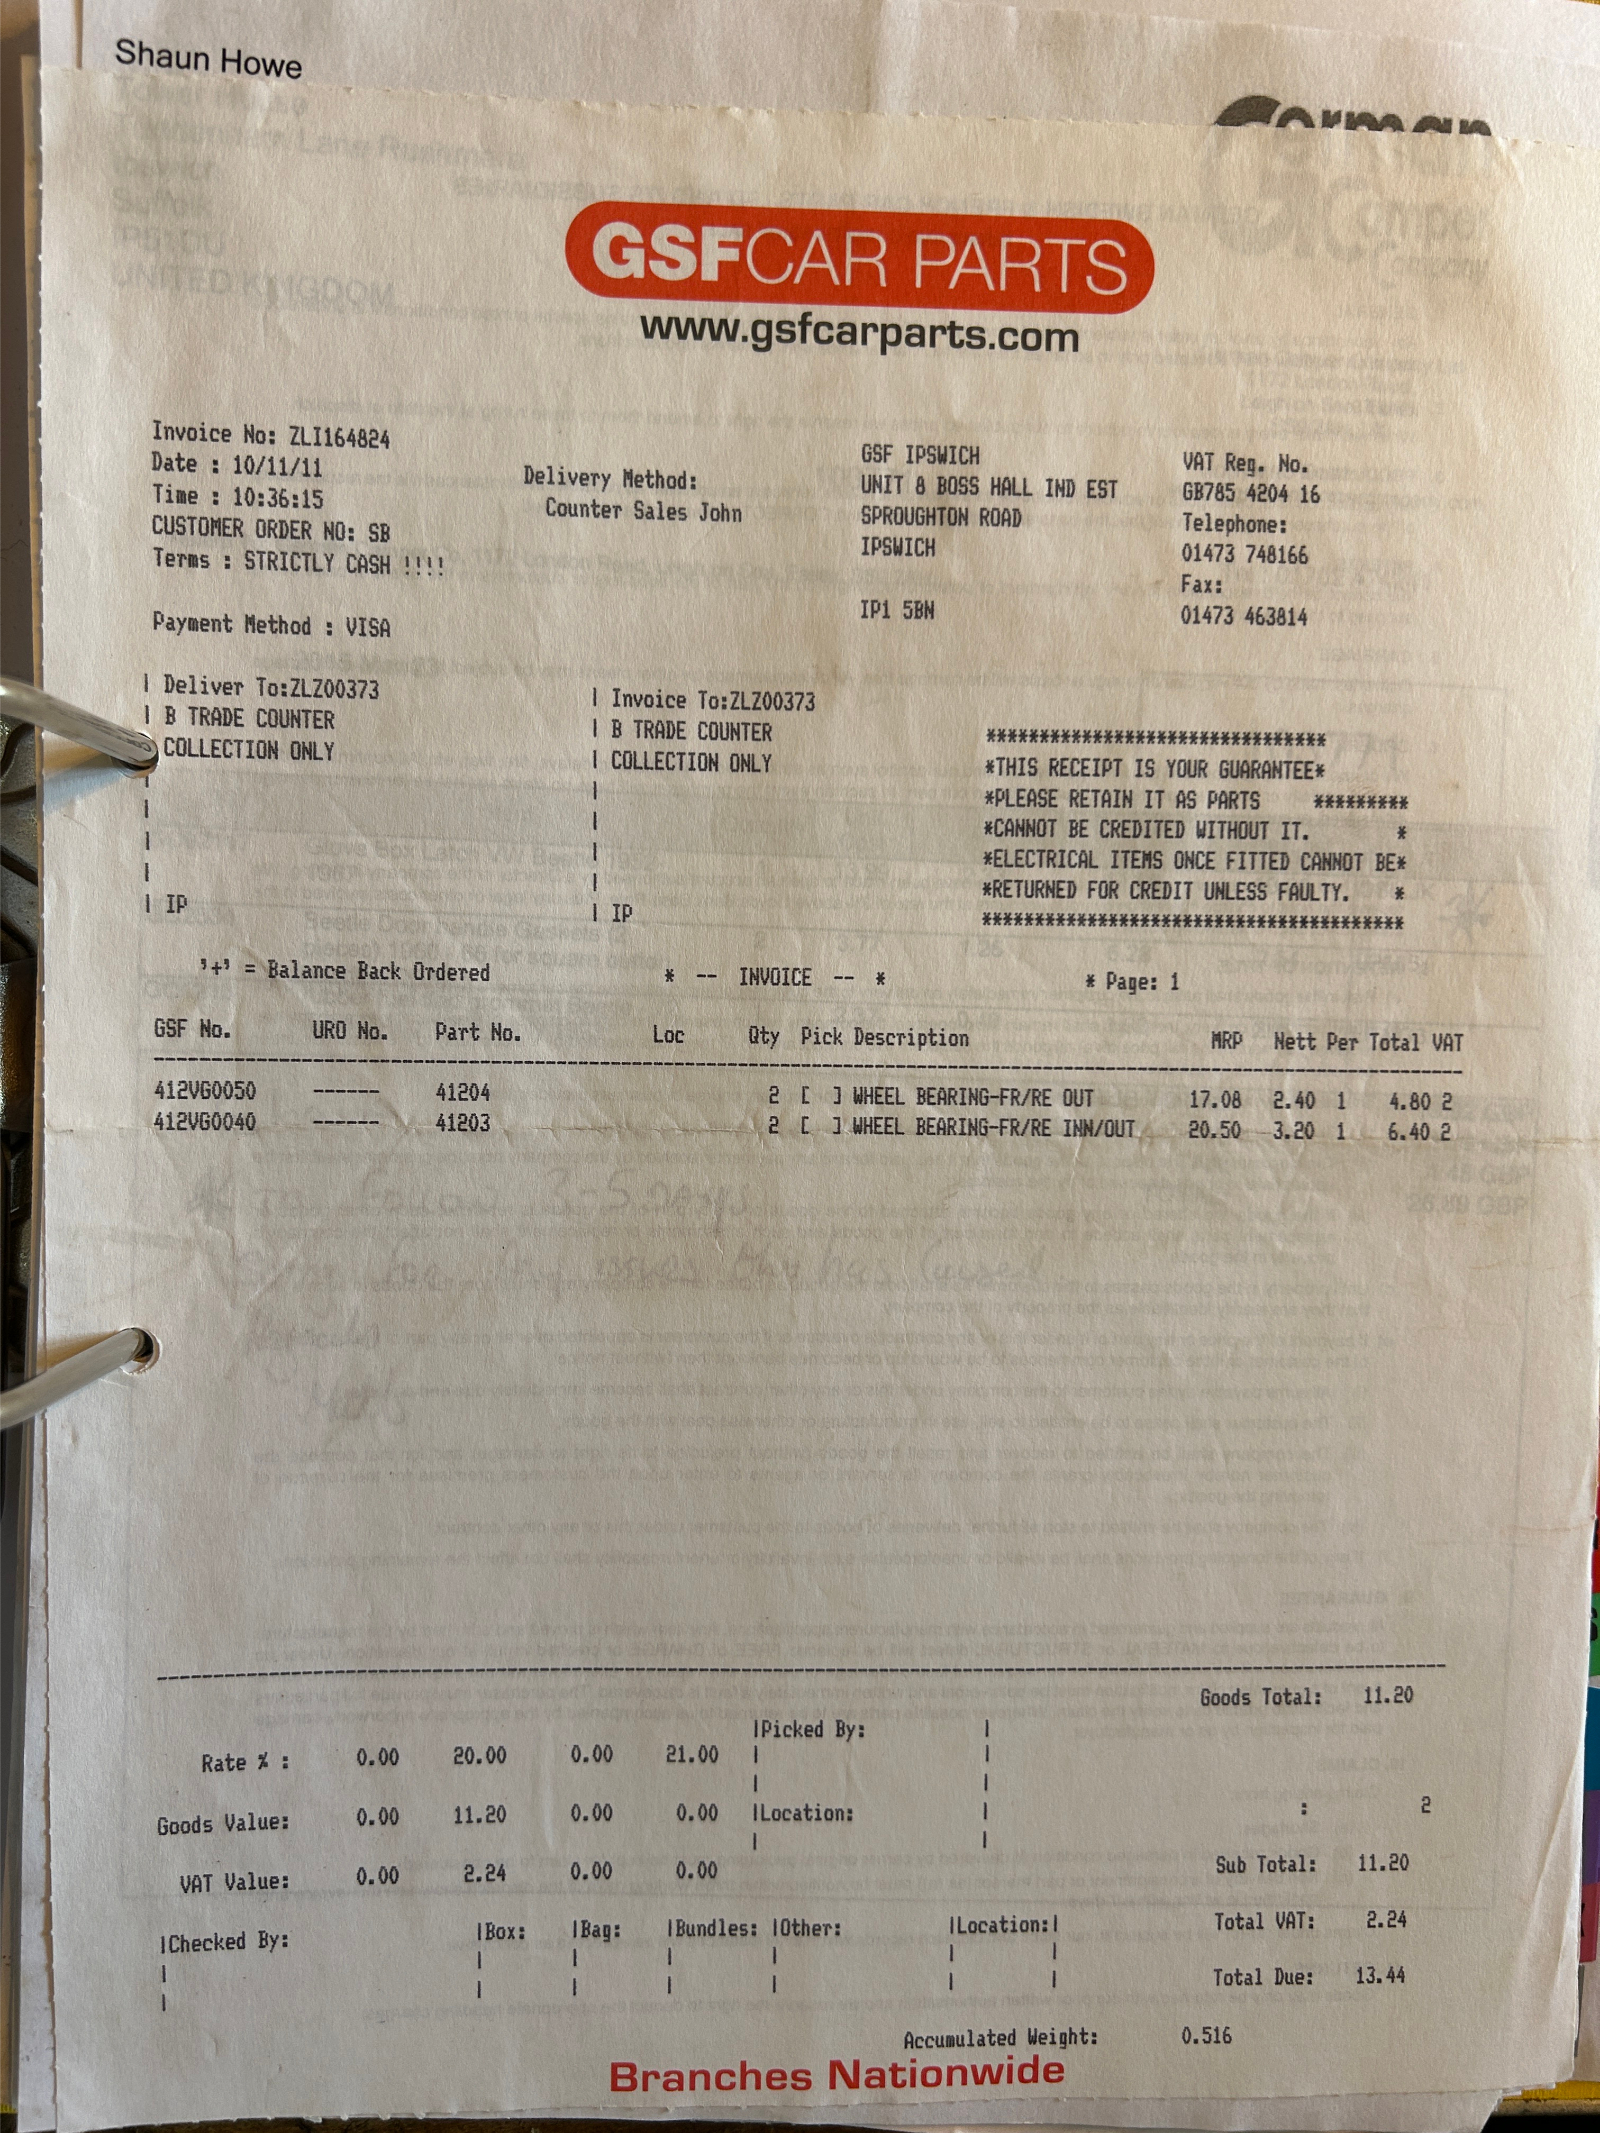 Shaun Howe
German
GSFCAR PARTS
www.gsfcarparts.com
Invoice No: ZLI164824
Date : 10/11/11
Time : 10:36:15
CUSTOMER ORDER NO: SB
Terms : STRICTLY CASH !!!!
Payment Method : VISA
Delivery Method:
Counter Sales John
GSF IPSWICH
UNIT 8 BOSS HALL IND EST
SPROUGHTON ROAD
IPSWICH
IP1 5BN
VAT Reg. No.
GB785 4204 16
Telephone:
01473 748166
Fax:
01473 463814
| Deliver To:ZLZ00373
| B TRADE COUNTER
COLLECTION ONLY
| IP
| Invoice To:ZLZ00373
| B TRADE COUNTER
| COLLECTION ONLY
| IP
********************************
*THIS RECEIPT IS YOUR GUARANTEE*
*PLEASE RETAIN IT AS PARTS *********
*CANNOT BE CREDITED WITHOUT IT. *
*ELECTRICAL ITEMS ONCE FITTED CANNOT BE*
*RETURNED FOR CREDIT UNLESS FAULTY. *
****************************************
'+' = Balance Back Ordered * -- INVOICE -- * * Page: 1
GSF No. URO No. Part No. Loc Qty Pick Description MRP Nett Per Total VAT
412VG0050 ------ 41204 2 [ ] WHEEL BEARING-FR/RE OUT 17.08 2.40 1 4.80 2
412VG0040 ------ 41203 2 [ ] WHEEL BEARING-FR/RE INN/OUT 20.50 3.20 1 6.40 2
Goods Total: 11.20
|Picked By: |
Rate % : 0.00 20.00 0.00 21.00
Goods Value: 0.00 11.20 0.00 0.00 |Location: |
: 2
VAT Value: 0.00 2.24 0.00 0.00
Sub Total: 11.20
|Checked By: |Box: |Bag: |Bundles: |Other: |Location:|
Total VAT: 2.24
Total Due: 13.44
Accumulated Weight: 0.516
Branches Nationwide